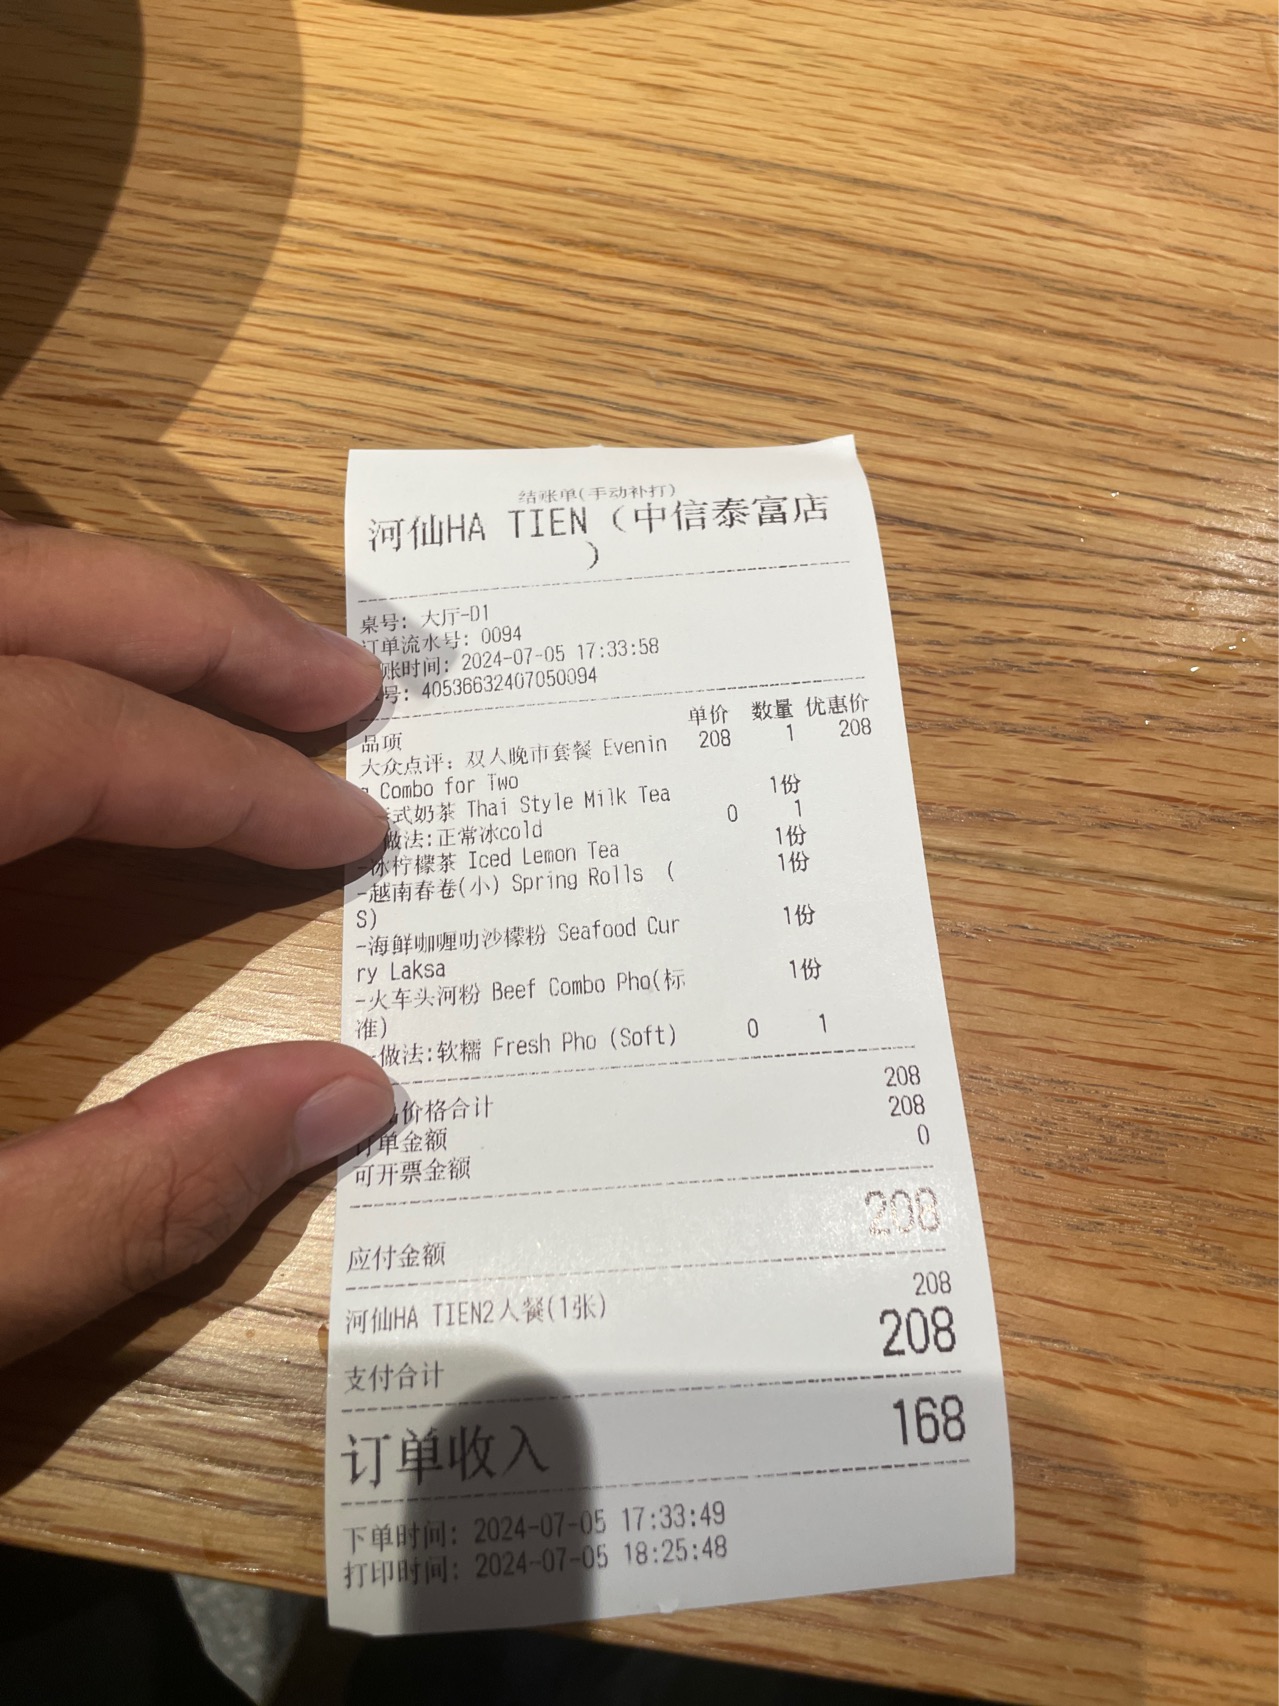 结账单(手动补打)
河仙HA TIEN（中信泰富店
）
桌号: 大厅-D1
订单流水号: 0094
账时间: 2024-07-05 17:33:58
号: 40536632407050094
品项 单价 数量 优惠价
大众点评: 双人晚市套餐 Evenin 208 1 208
g Combo for Two
式奶茶 Thai Style Milk Tea 1份
做法:正常冰cold 0 1
-冰柠檬茶 Iced Lemon Tea 1份
-越南春卷(小) Spring Rolls ( 1份
S)
-海鲜咖喱叻沙檬粉 Seafood Cur 1份
ry Laksa
-火车头河粉 Beef Combo Pho(标 1份
准)
-做法:软糯 Fresh Pho (Soft) 0 1
价格合计 208
订单金额 208
可开票金额 0
应付金额 208
河仙HA TIEN2人餐(1张) 208
支付合计 208
订单收入 168
下单时间: 2024-07-05 17:33:49
打印时间: 2024-07-05 18:25:48